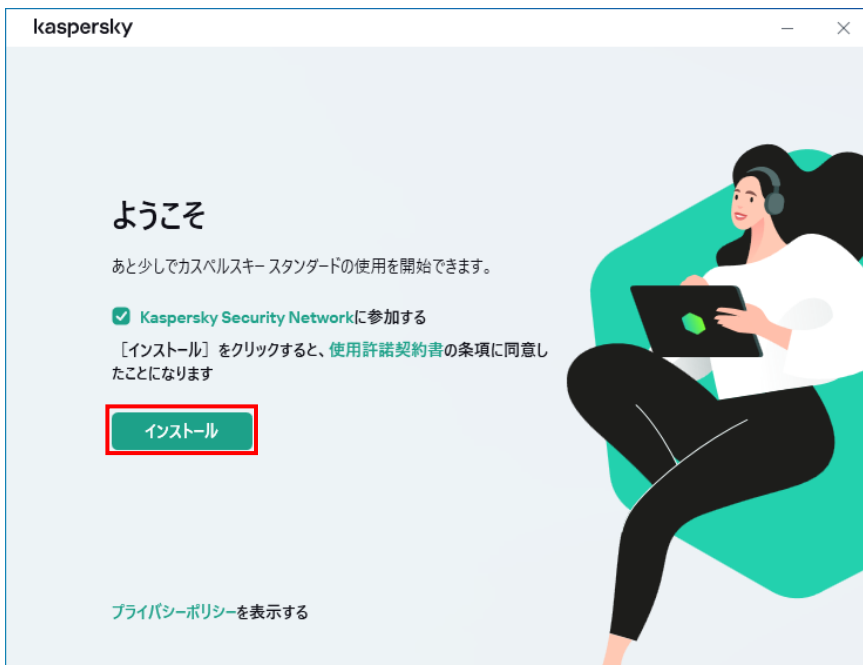 kaspersky
ようこそ
あと少しでカスペルスキー スタンダードの使用を開始できます。
Kaspersky Security Networkに参加する
［インストール］をクリックすると、使用許諾契約書の条項に同意し
たことになります
インストール
プライバシーポリシーを表示する